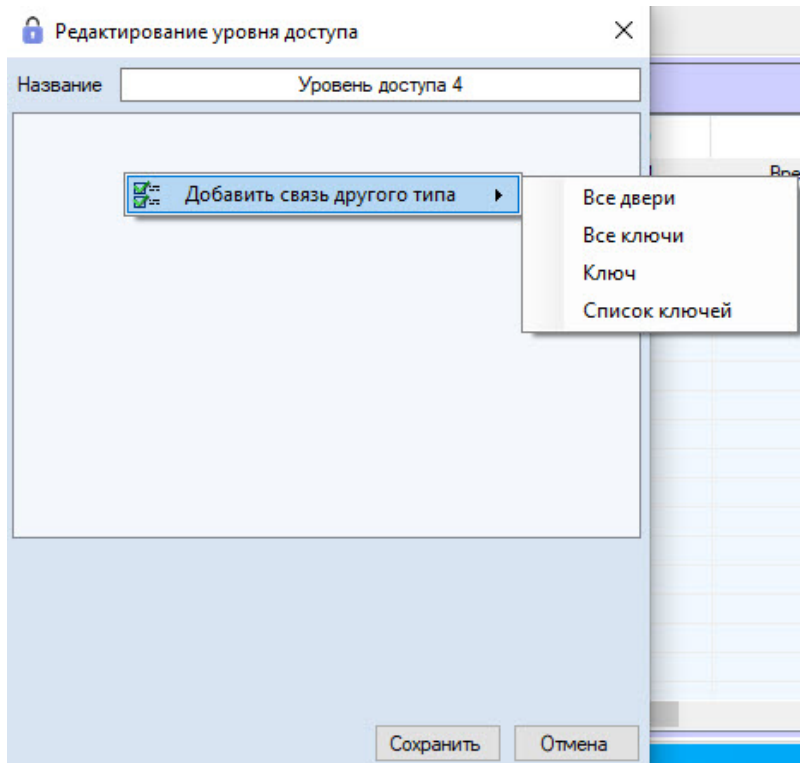 Редактирование уровня доступа
Название Уровень доступа 4
Добавить связь другого типа
Все двери
Все ключи
Ключ
Список ключей
Сохранить Отмена